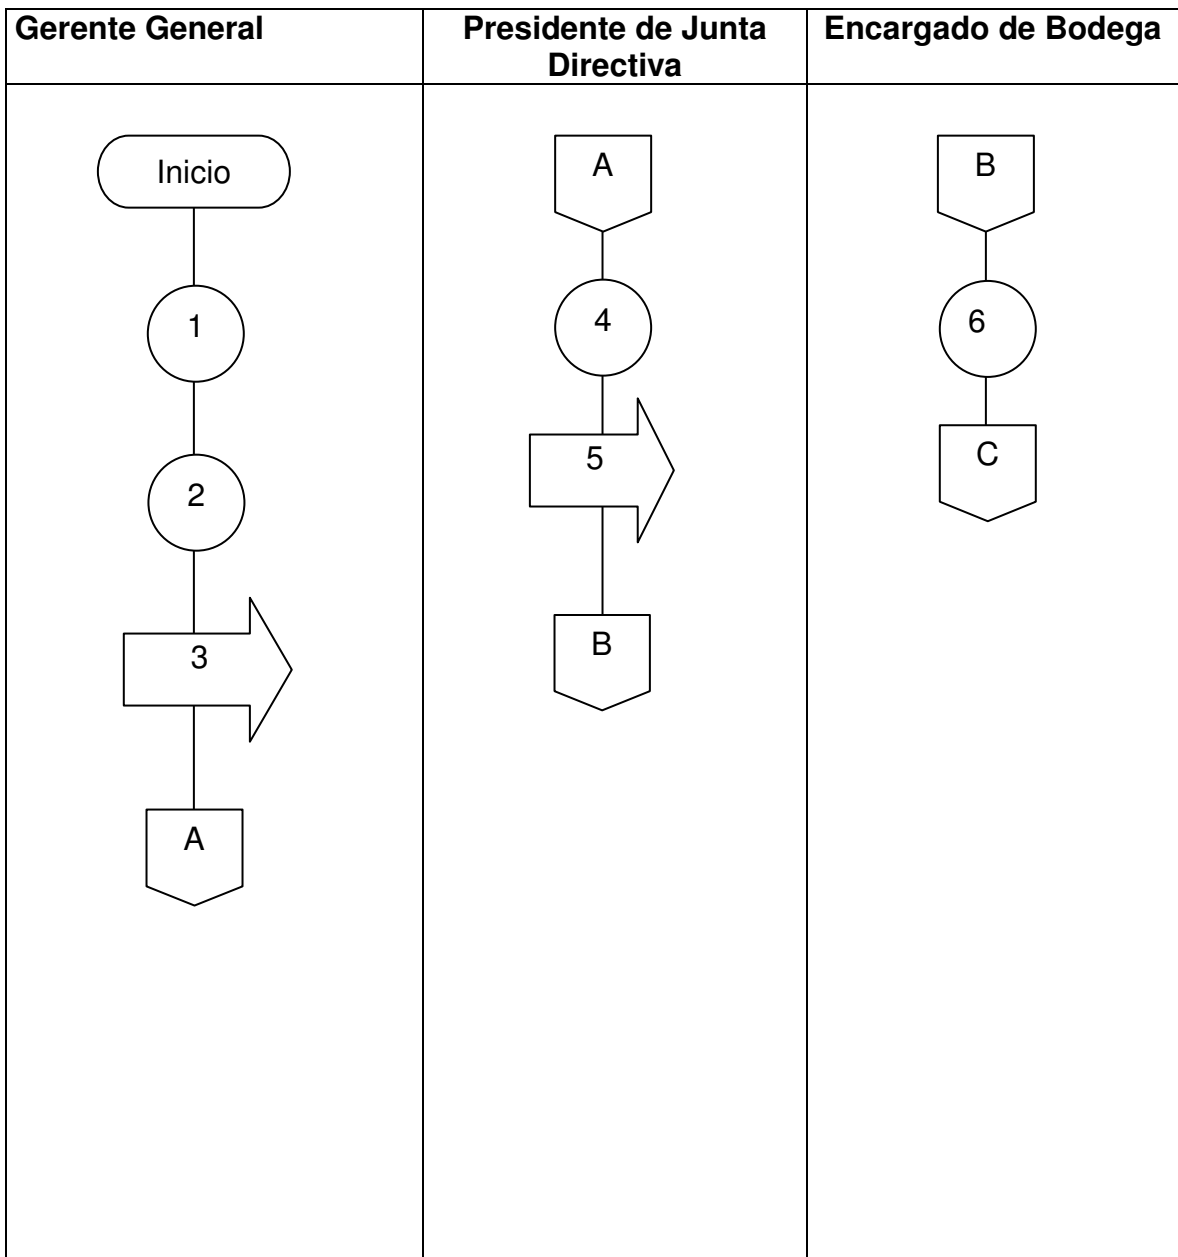 Gerente General
Presidente de Junta
Directiva
Encargado de Bodega
Inicio
1
2
3
A
A
4
5
B
B
6
C